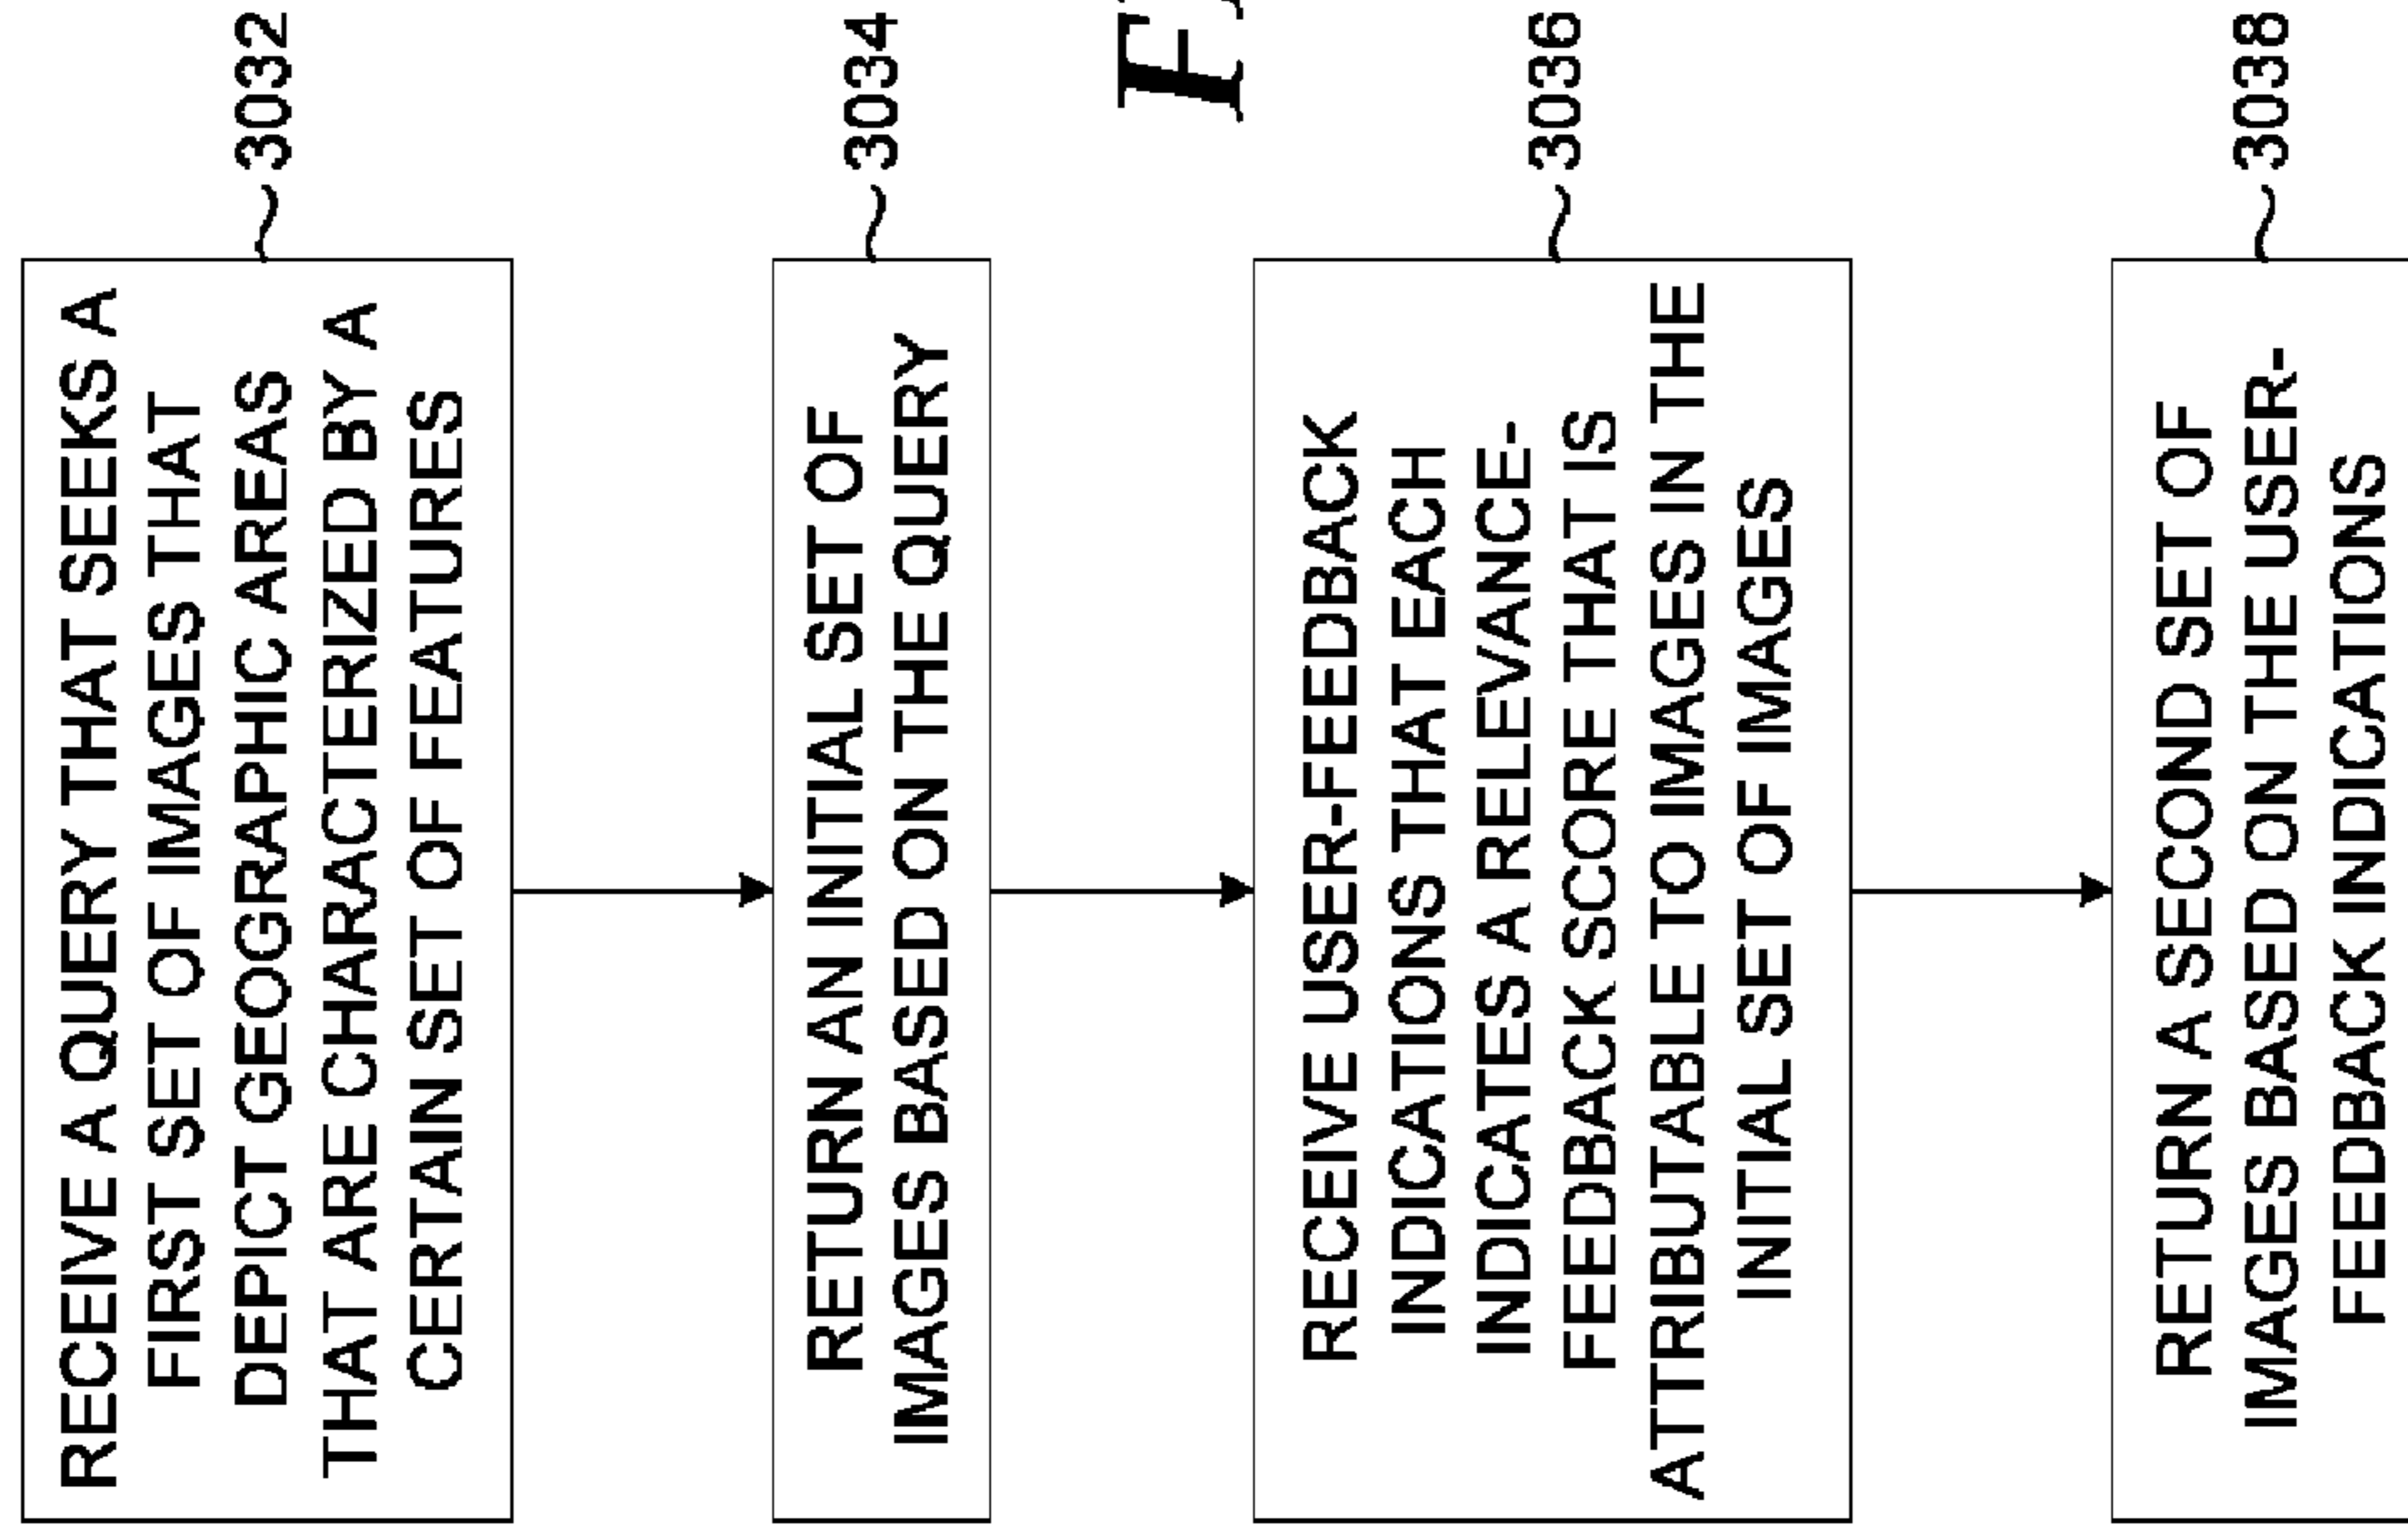 RECEIVE A QUERY THAT SEEKS A
FIRST SET OF IMAGES THAT
DEPICT GEOGRAPHIC AREAS
THAT ARE CHARACTERIZED BY A
CERTAIN SET OF FEATURES
3032
RETURN AN INITIAL SET OF
IMAGES BASED ON THE QUERY
3034
RECEIVE USER-FEEDBACK
INDICATIONS THAT EACH
INDICATES A RELEVANCE-
FEEDBACK SCORE THAT IS
ATTRIBUTABLE TO IMAGES IN THE
INITIAL SET OF IMAGES
3036
RETURN A SECOND SET OF
IMAGES BASED ON THE USER-
FEEDBACK INDICATIONS
3038